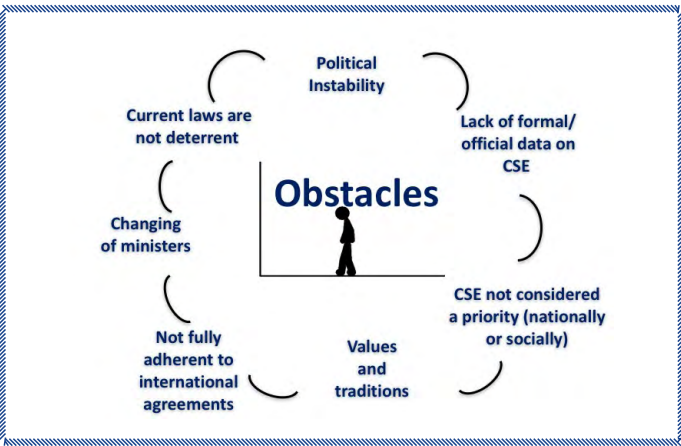 Political
Instability
Lack of formal/
official data on
CSE
CSE not considered
a priority (nationally
or socially)
Values
and
traditions
Not fully
adherent to
international
agreements
Changing
of ministers
Current laws are
not deterrent
Obstacles